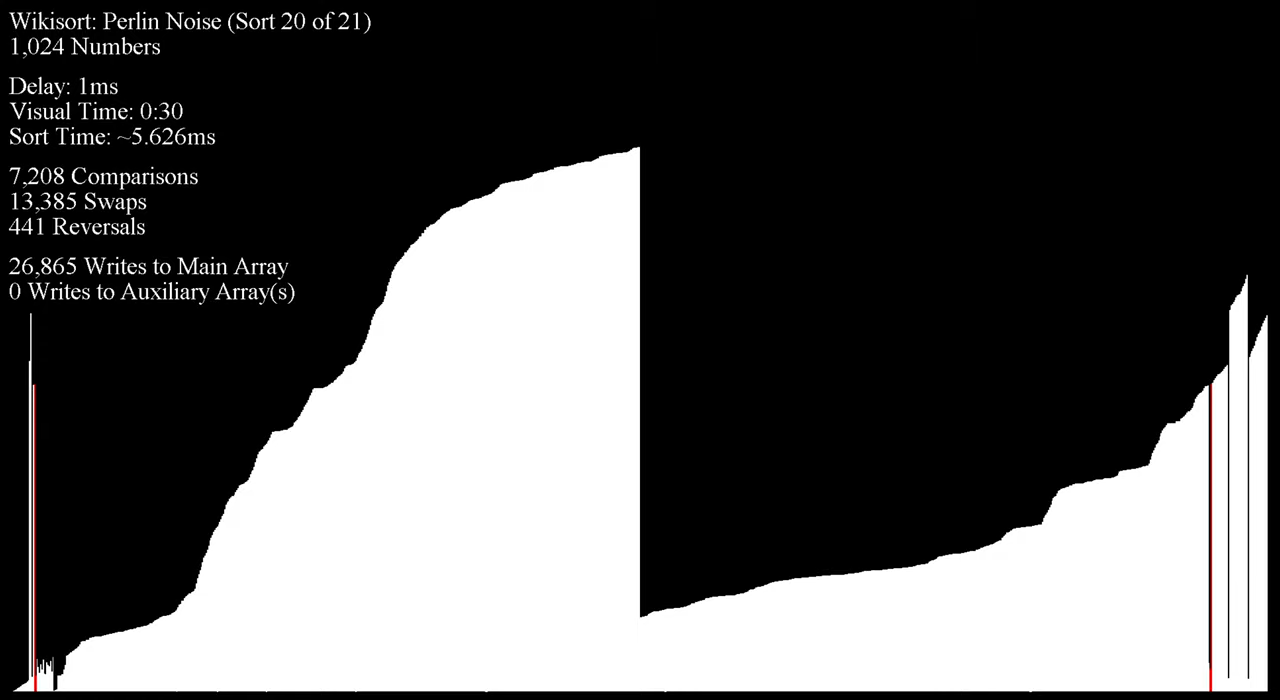 Wikisort: Perlin Noise (Sort 20 of 21)
1,024 Numbers
Delay: 1ms
Visual Time: 0:30
Sort Time: ~5.626ms
7,208 Comparisons
13,385 Swaps
441 Reversals
26,865 Writes to Main Array
0 Writes to Auxiliary Array(s)